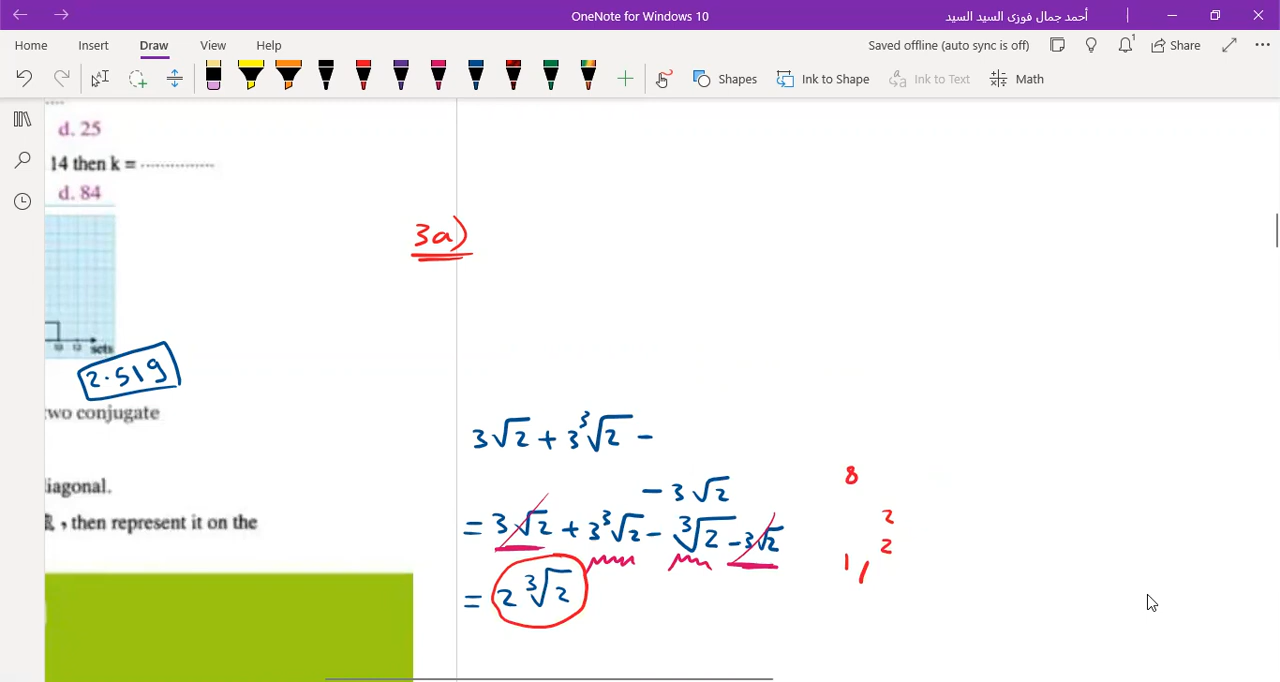 OneNote for Windows 10
أحمد جمال فوزى السيد السيد
Home Insert Draw View Help
Saved offline (auto sync is off)
Share
Shapes Ink to Shape Ink to Text Math
d. 25
14 then k = ...............
d. 84
3a)
sets
2.519
two conjugate
3√2 + 3∛2 −
− 3√2
8
iagonal.
= 3√2 + 3∛2 − ∛2 − 3√2
2
, then represent it on the
2
1
= 2∛2